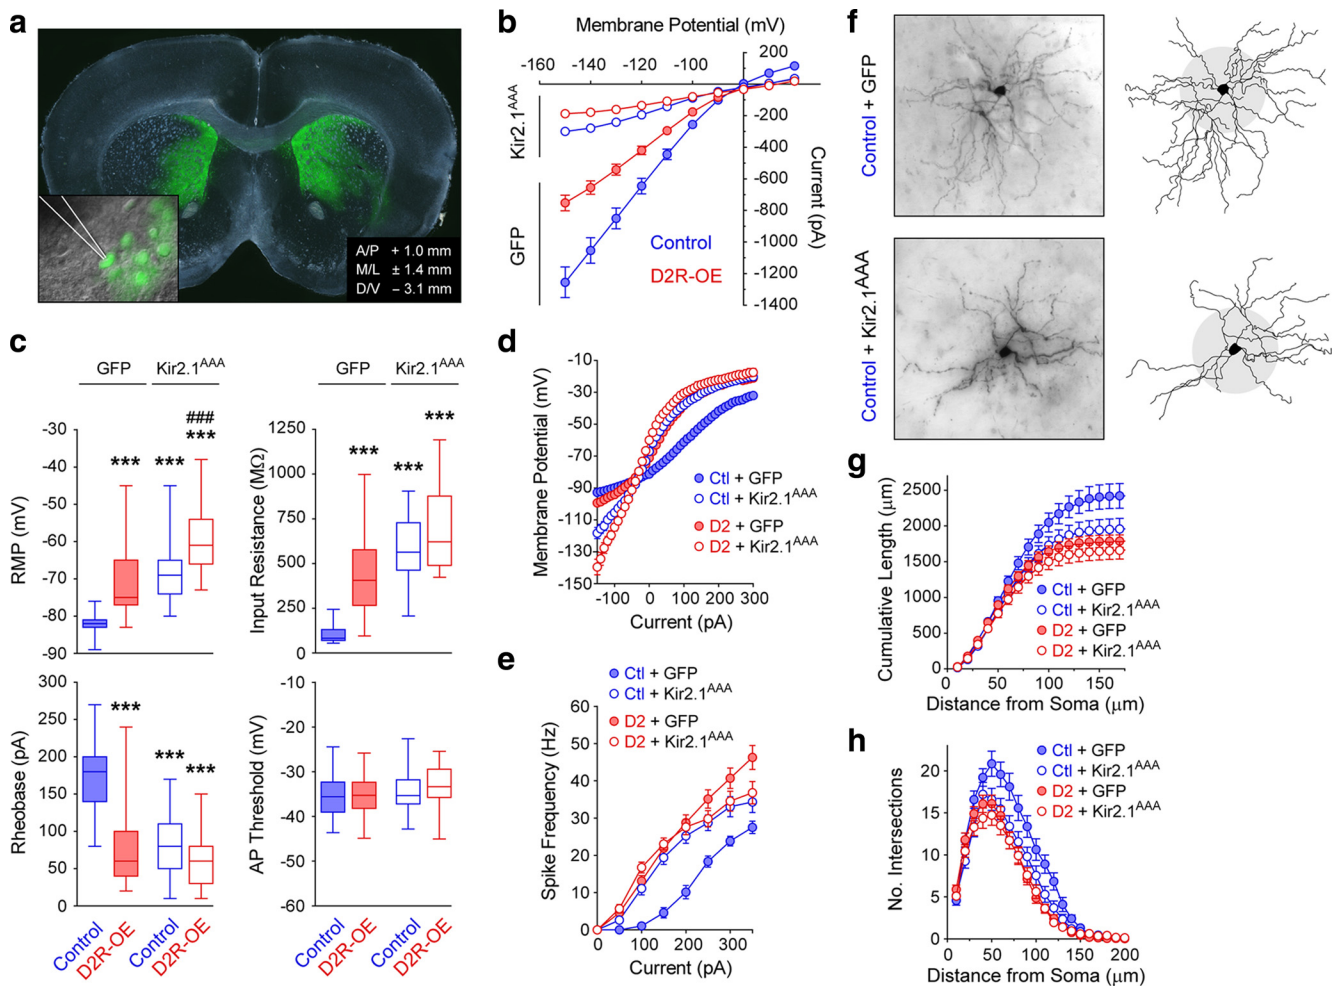 a
A/P + 1.0 mm
M/L ± 1.4 mm
D/V – 3.1 mm
b
Membrane Potential (mV)
-160 -140 -120 -100
200
-200
-400
-600
-800
-1000
-1200
-1400
Current (pA)
Kir2.1AAA
GFP
Control
D2R-OE
c
GFP Kir2.1AAA
RMP (mV)
-30
-40
-50
-60
-70
-80
-90
*** *** ### ***
GFP Kir2.1AAA
Input Resistance (MΩ)
1250
1000
750
500
250
0
*** *** ***
Rheobase (pA)
300
250
200
150
100
50
0
*** *** ***
Control D2R-OE Control D2R-OE
AP Threshold (mV)
-10
-20
-30
-40
-50
-60
Control D2R-OE Control D2R-OE
d
Membrane Potential (mV)
-10
-30
-50
-70
-90
-110
-130
-150
-100 0 100 200 300
Current (pA)
Ctl + GFP
Ctl + Kir2.1AAA
D2 + GFP
D2 + Kir2.1AAA
e
Ctl + GFP
Ctl + Kir2.1AAA
D2 + GFP
D2 + Kir2.1AAA
Spike Frequency (Hz)
60
50
40
30
20
10
0
0 100 200 300
Current (pA)
f
Control + GFP
Control + Kir2.1AAA
g
Cumulative Length (μm)
2500
2000
1500
1000
500
0
0 50 100 150
Distance from Soma (μm)
Ctl + GFP
Ctl + Kir2.1AAA
D2 + GFP
D2 + Kir2.1AAA
h
No. Intersections
20
15
10
5
0
0 50 100 150 200
Distance from Soma (μm)
Ctl + GFP
Ctl + Kir2.1AAA
D2 + GFP
D2 + Kir2.1AAA